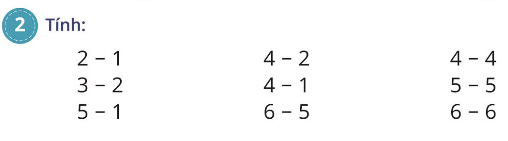 2 Tính:
2 – 1 4 – 2 4 – 4
3 – 2 4 – 1 5 – 5
5 – 1 6 – 5 6 – 6